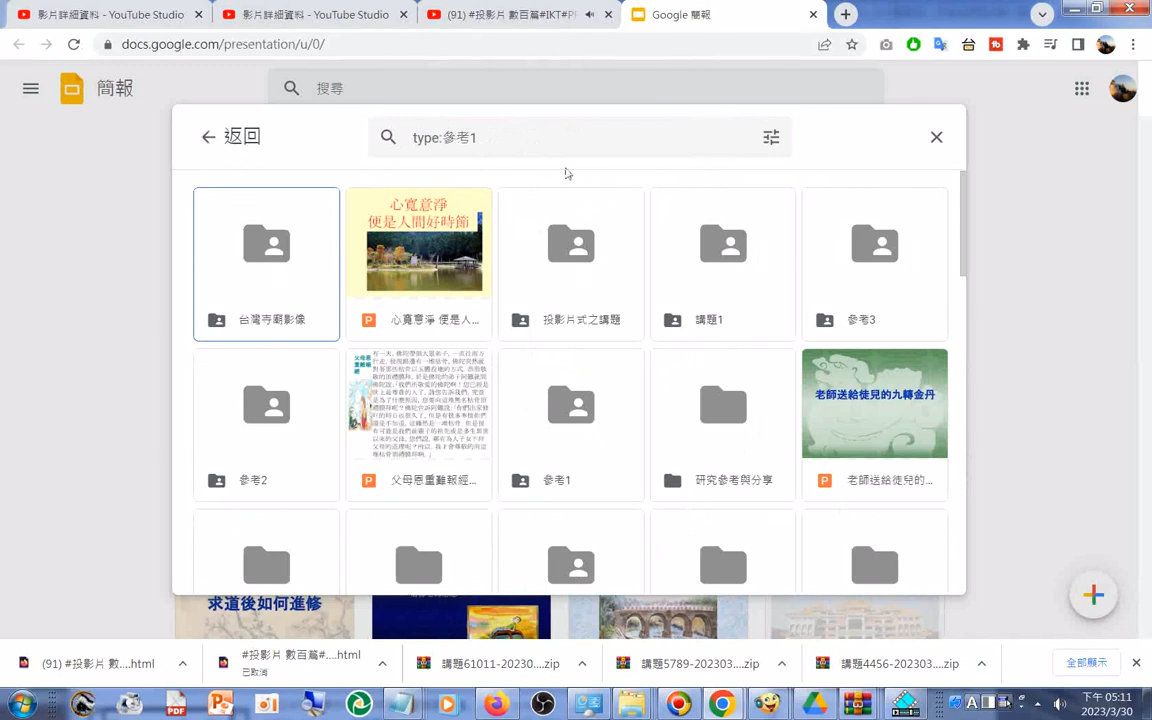 影片詳細資料 - YouTube Studio
影片詳細資料 - YouTube Studio
(91) #投影片 數百篇#IKT#P
Google 簡報
docs.google.com/presentation/u/0/
簡報
搜尋
返回
type:參考1
心寬意淨
便是人間好時節
台灣寺廟影像
心寬意淨 便是人...
投影片式之講題
講題1
參考3
父母恩重難報經
老師送給徒兒的九轉金丹
參考2
父母恩重難報經...
參考1
研究參考與分享
老師送給徒兒的...
求道後如何進修
(91) #投影片 數....html
#投影片 數百篇#....html
已取消
講題61011-20230....zip
講題5789-202303....zip
講題4456-202303....zip
全部顯示
下午 05:11
2023/3/30